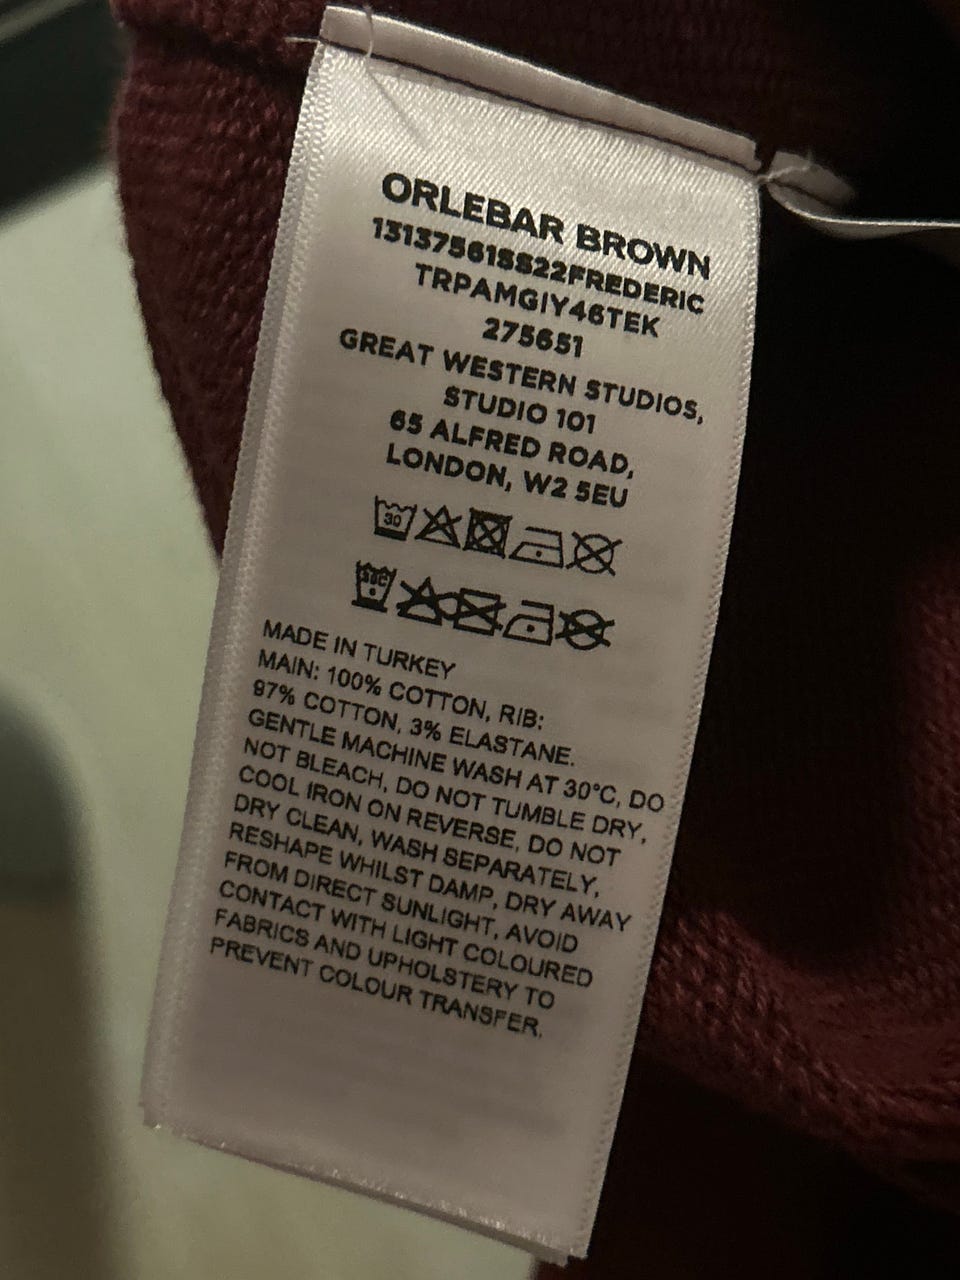 ORLEBAR BROWN
13137561SS22FREDERIC
TRPAMGIY46TEK
275651
GREAT WESTERN STUDIOS,
STUDIO 101
65 ALFRED ROAD,
LONDON, W2 5EU
30
MADE IN TURKEY
MAIN: 100% COTTON, RIB:
97% COTTON, 3% ELASTANE.
GENTLE MACHINE WASH AT 30°C, DO
NOT BLEACH, DO NOT TUMBLE DRY,
COOL IRON ON REVERSE, DO NOT
DRY CLEAN, WASH SEPARATELY,
RESHAPE WHILST DAMP, DRY AWAY
FROM DIRECT SUNLIGHT, AVOID
CONTACT WITH LIGHT COLOURED
FABRICS AND UPHOLSTERY TO
PREVENT COLOUR TRANSFER.